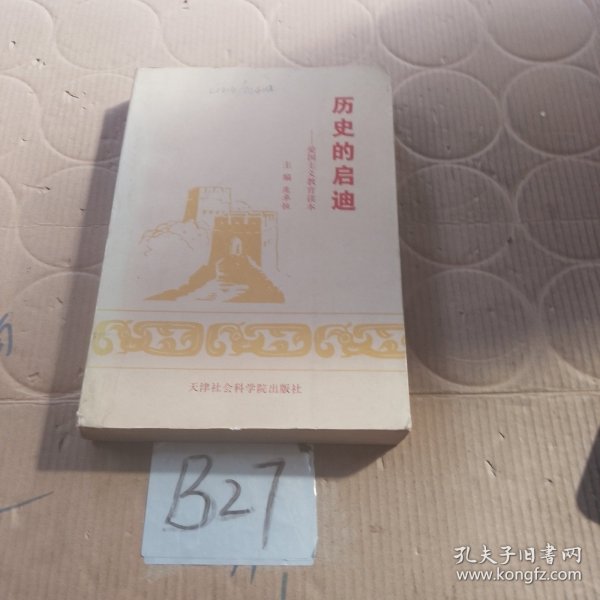 历史的启迪
——爱国主义教育读本
主编
天津社会科学院出版社
B27
孔夫子旧书网
www.kongfz.com